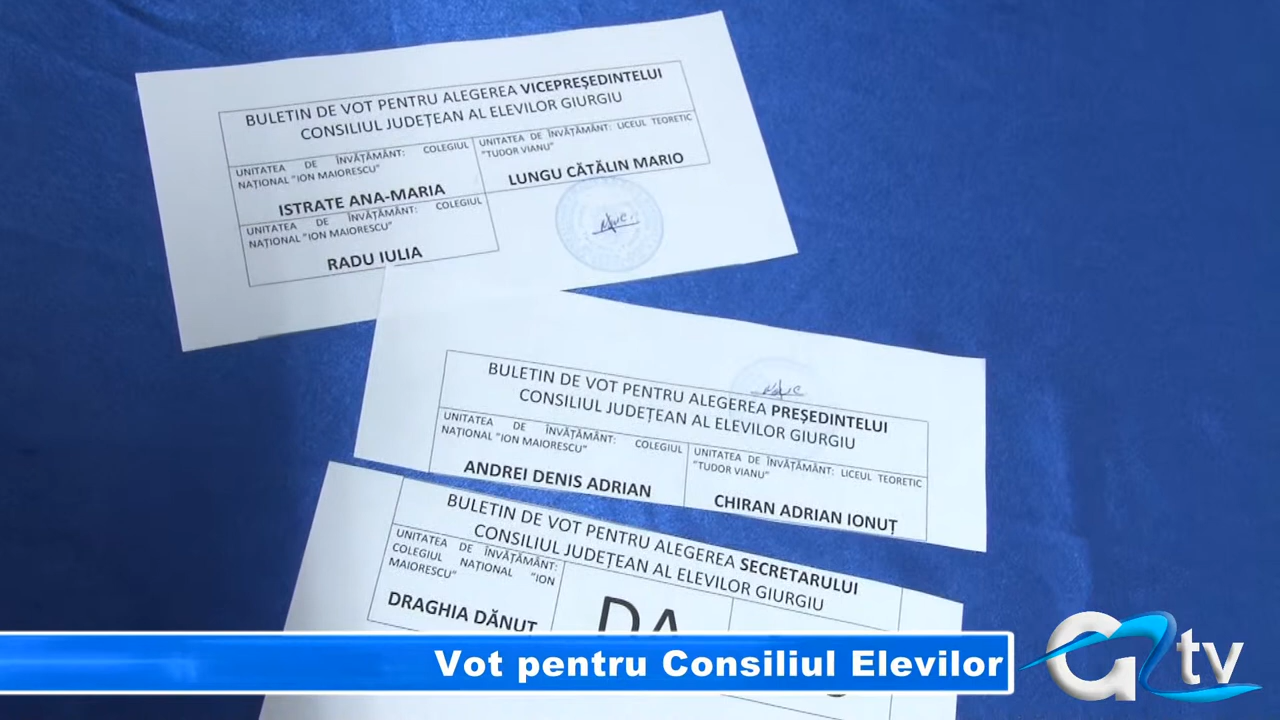 BULETIN DE VOT PENTRU ALEGEREA VICEPREȘEDINTELUI
CONSILIUL JUDEȚEAN AL ELEVILOR GIURGIU
UNITATEA DE ÎNVĂȚĂMÂNT: COLEGIUL
NAȚIONAL "ION MAIORESCU"
ISTRATE ANA-MARIA
UNITATEA DE ÎNVĂȚĂMÂNT: LICEUL TEORETIC
"TUDOR VIANU"
LUNGU CĂTĂLIN MARIO
UNITATEA DE ÎNVĂȚĂMÂNT: COLEGIUL
NAȚIONAL "ION MAIORESCU"
RADU IULIA
BULETIN DE VOT PENTRU ALEGEREA PREȘEDINTELUI
CONSILIUL JUDEȚEAN AL ELEVILOR GIURGIU
UNITATEA DE ÎNVĂȚĂMÂNT: COLEGIUL
NAȚIONAL "ION MAIORESCU"
ANDREI DENIS ADRIAN
UNITATEA DE ÎNVĂȚĂMÂNT: LICEUL TEORETIC
"TUDOR VIANU"
CHIRAN ADRIAN IONUȚ
BULETIN DE VOT PENTRU ALEGEREA SECRETARULUI
CONSILIUL JUDEȚEAN AL ELEVILOR GIURGIU
UNITATEA DE ÎNVĂȚĂMÂNT:
COLEGIUL NAȚIONAL "ION
MAIORESCU"
DRAGHIA DĂNUȚ
DA
Vot pentru Consiliul Elevilor
G2 tv